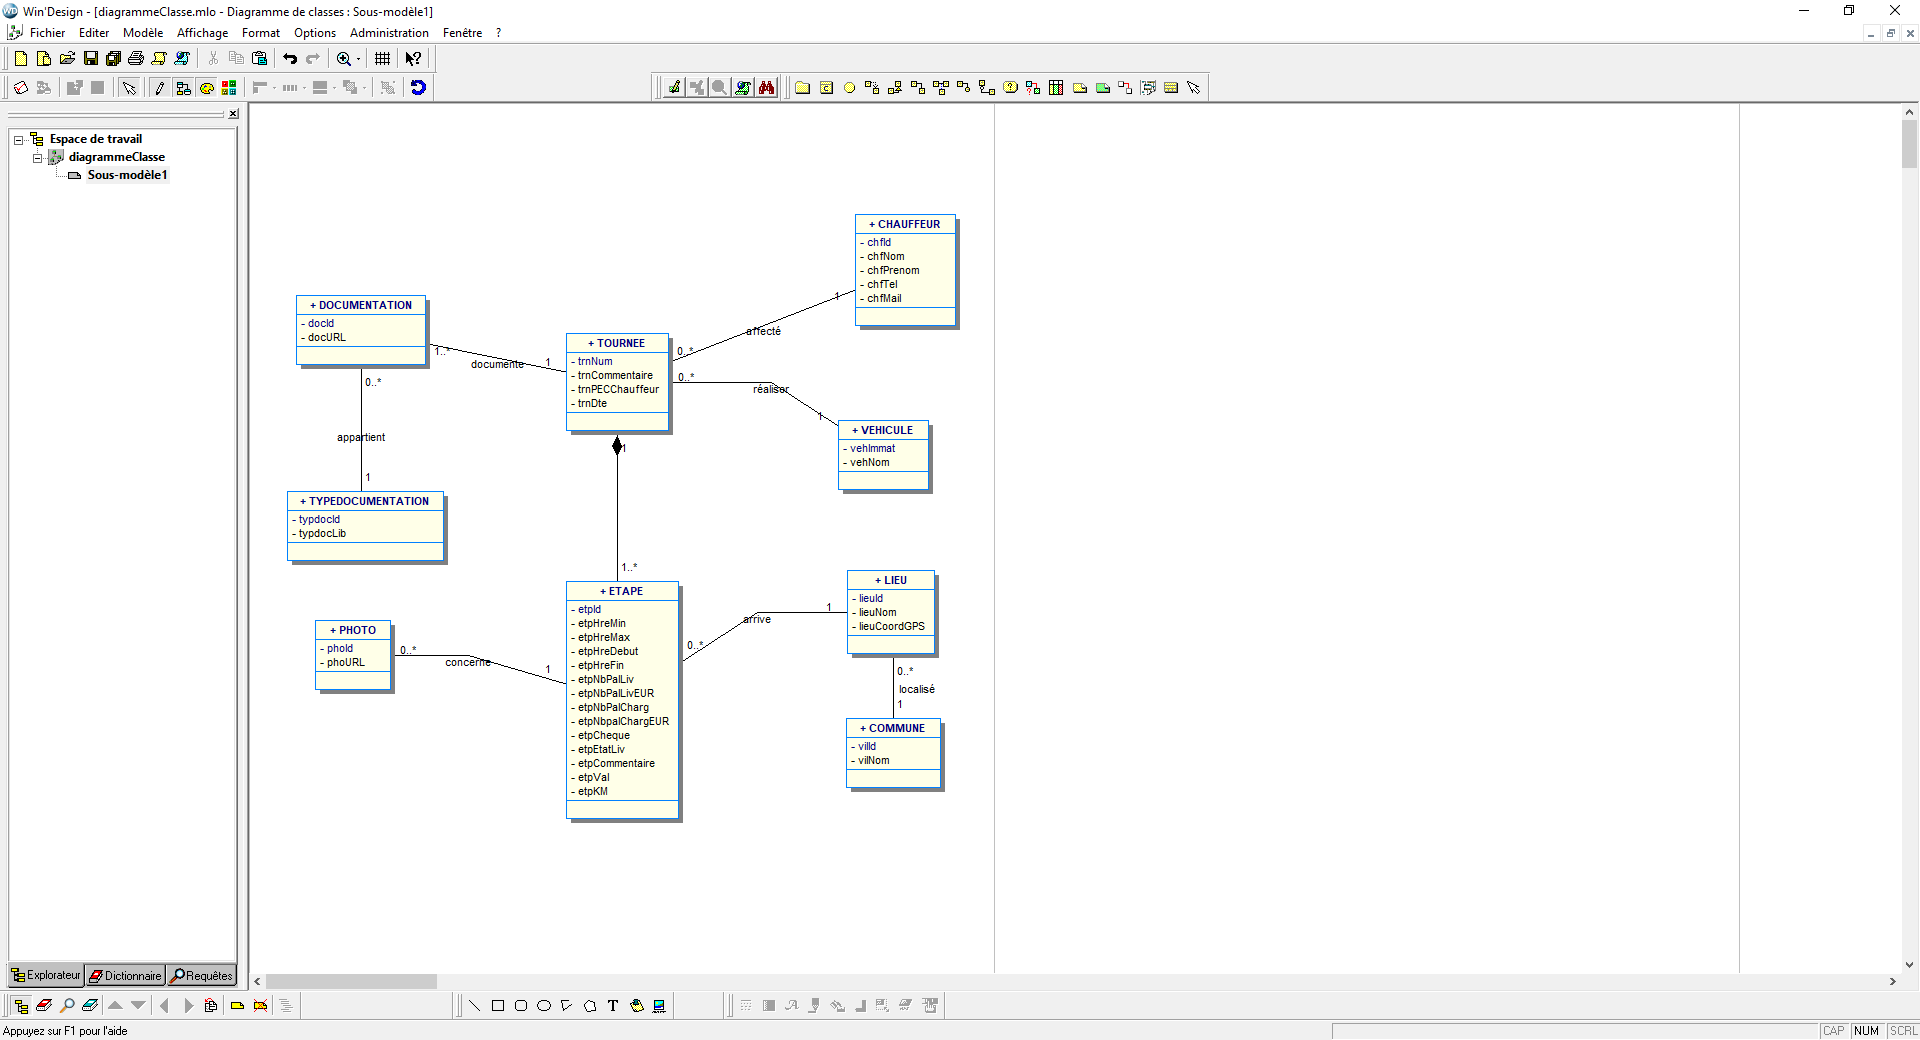 Win'Design - [diagrammeClasse.mlo - Diagramme de classes : Sous-modèle1]
Fichier Editer Modèle Affichage Format Options Administration Fenêtre ?
Espace de travail
diagrammeClasse
Sous-modèle1
+ CHAUFFEUR
- chfId
- chfNom
- chfPrenom
- chfTel
- chfMail
1
affecté
0..*
+ DOCUMENTATION
- docId
- docURL
1..*
documente
1
+ TOURNEE
- trnNum
- trnCommentaire
- trnPECChauffeur
- trnDte
0..*
réaliser
1
+ VEHICULE
- vehImmat
- vehNom
0..*
appartient
1
+ TYPEDOCUMENTATION
- typdocId
- typdocLib
1
1..*
+ ETAPE
- etpId
- etpHreMin
- etpHreMax
- etpHreDebut
- etpHreFin
- etpNbPalLiv
- etpNbPalLivEUR
- etpNbPalCharg
- etpNbpalChargEUR
- etpCheque
- etpEtatLiv
- etpCommentaire
- etpVal
- etpKM
+ PHOTO
- phoId
- phoURL
0..*
concerne
1
0..*
arrive
1
+ LIEU
- lieuId
- lieuNom
- lieuCoordGPS
0..*
localisé
1
+ COMMUNE
- villd
- vilNom
Explorateur Dictionnaire Requêtes
Appuyez sur F1 pour l'aide
CAP NUM SCRL